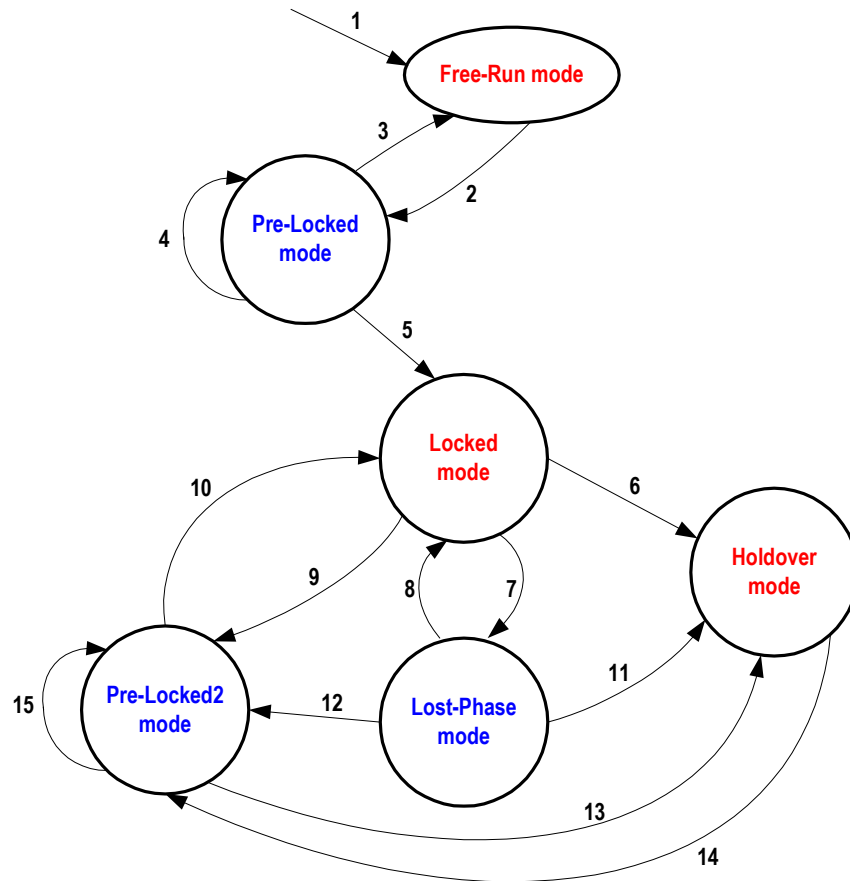 1
Free-Run mode
3
2
Pre-Locked
mode
4
5
Locked
mode
10
6
Holdover
mode
9
8
7
11
Pre-Locked2
mode
15
12
Lost-Phase
mode
13
14